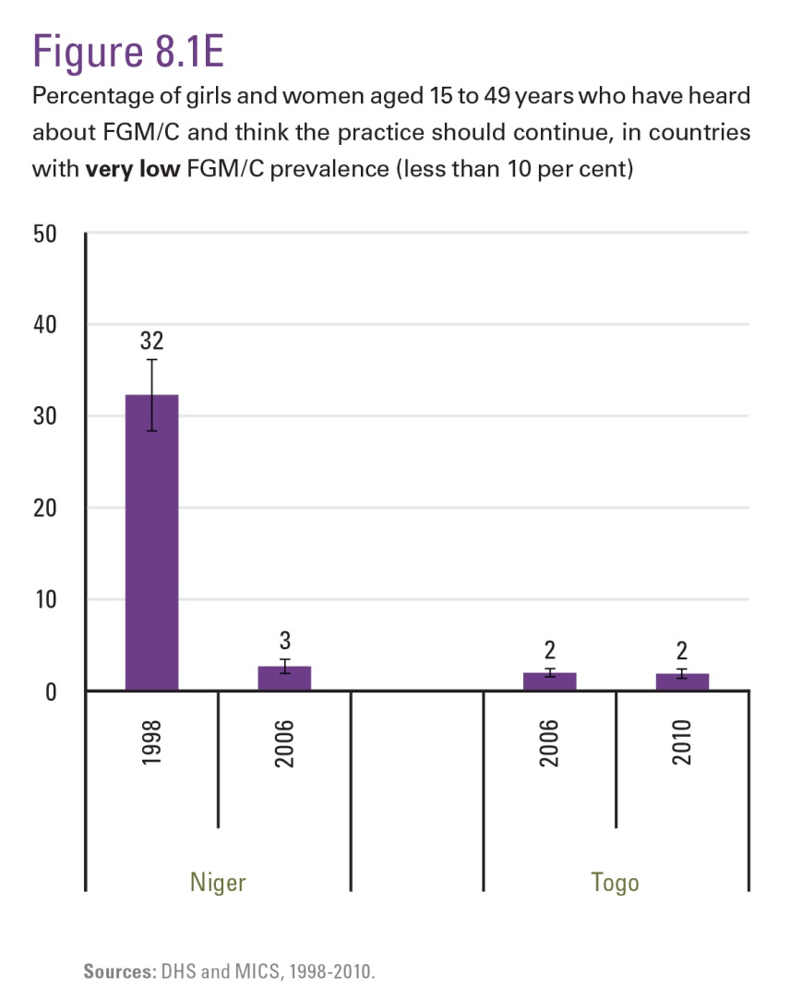 Figure 8.1E
Percentage of girls and women aged 15 to 49 years who have heard
about FGM/C and think the practice should continue, in countries
with very low FGM/C prevalence (less than 10 per cent)
50
40
32
30
20
10
3
2
2
0
1998
2006
2006
2010
Niger
Togo
Sources: DHS and MICS, 1998-2010.